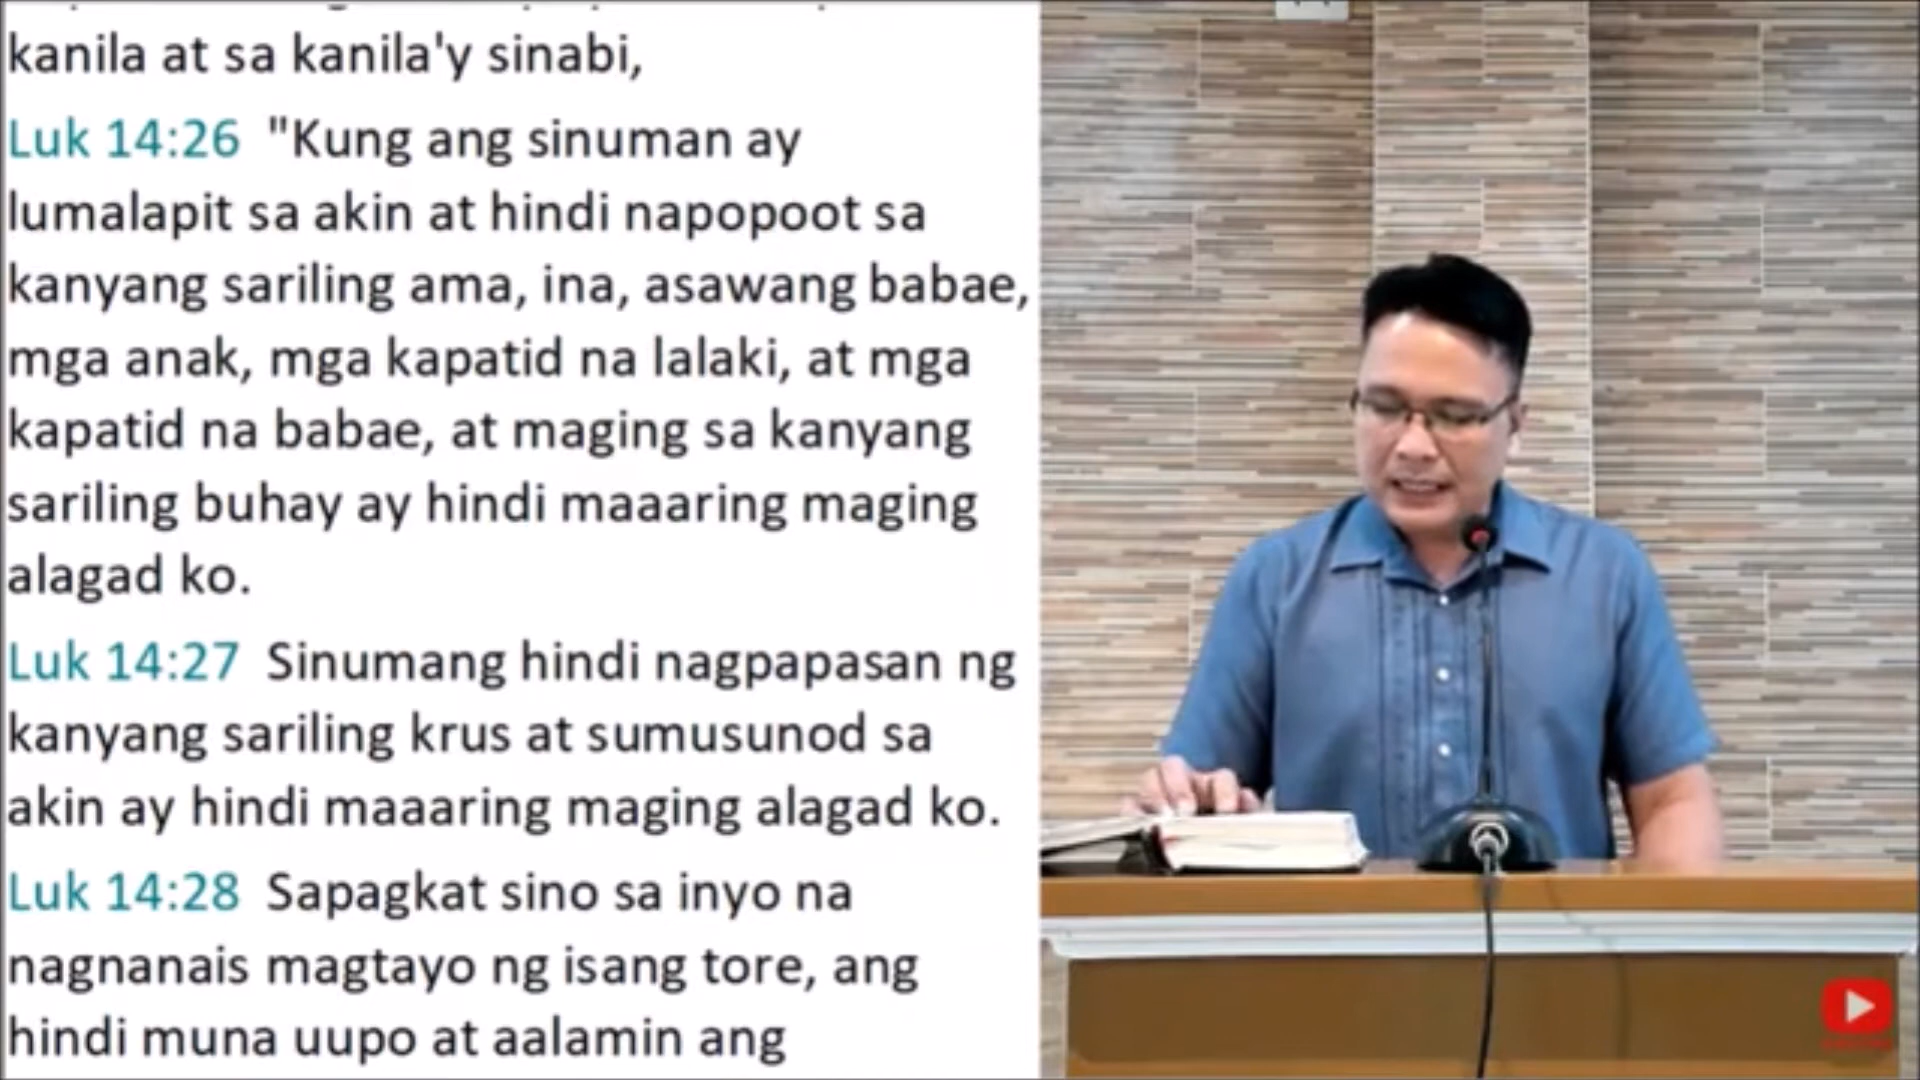 kanila at sa kanila'y sinabi,
Luk 14:26 "Kung ang sinuman ay
lumalapit sa akin at hindi napopoot sa
kanyang sariling ama, ina, asawang babae,
mga anak, mga kapatid na lalaki, at mga
kapatid na babae, at maging sa kanyang
sariling buhay ay hindi maaaring maging
alagad ko.
Luk 14:27 Sinumang hindi nagpapasan ng
kanyang sariling krus at sumusunod sa
akin ay hindi maaaring maging alagad ko.
Luk 14:28 Sapagkat sino sa inyo na
nagnanais magtayo ng isang tore, ang
hindi muna uupo at aalamin ang